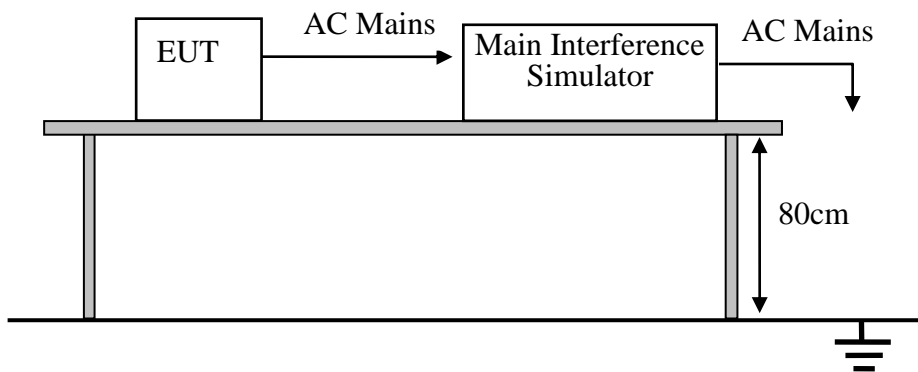 EUT
AC Mains
Main Interference
Simulator
AC Mains
80cm